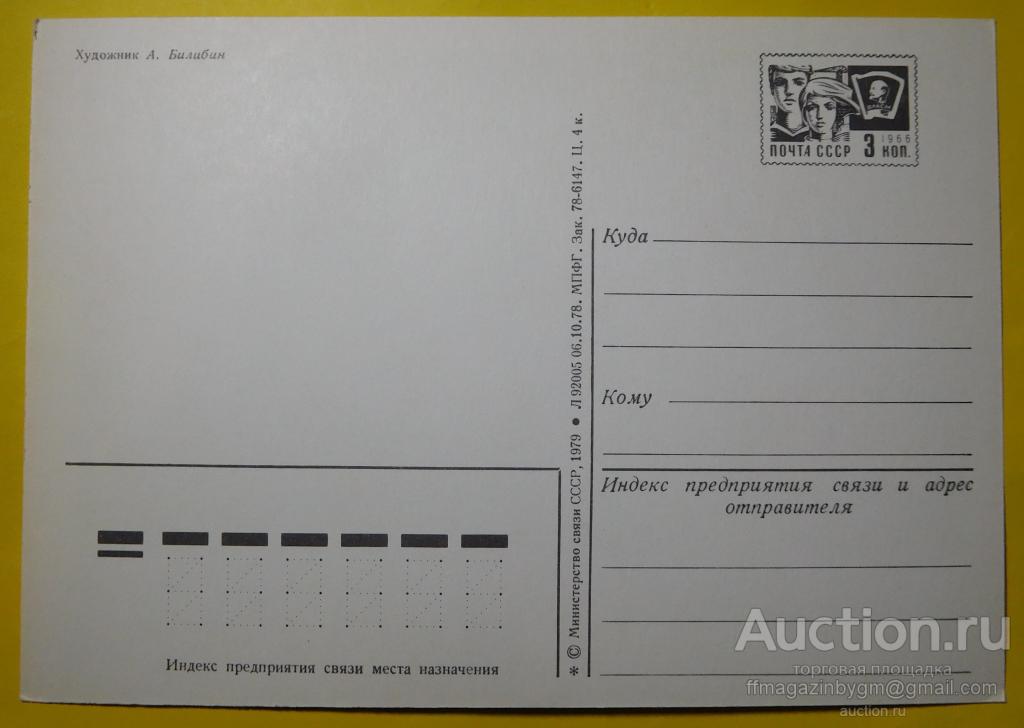 Художник А. Билибин
1966
ПОЧТА СССР 3 КОП.
* © Министерство связи СССР, 1979 ● Л 92005 06.10.78. МПФГ. Зак. 78-6147. Ц. 4 к.
Куда
Кому
Индекс предприятия связи и адрес
отправителя
Индекс предприятия связи места назначения
Auction.ru
торговая площадка
ffmagazinbygm@gmail.com
auction.ru